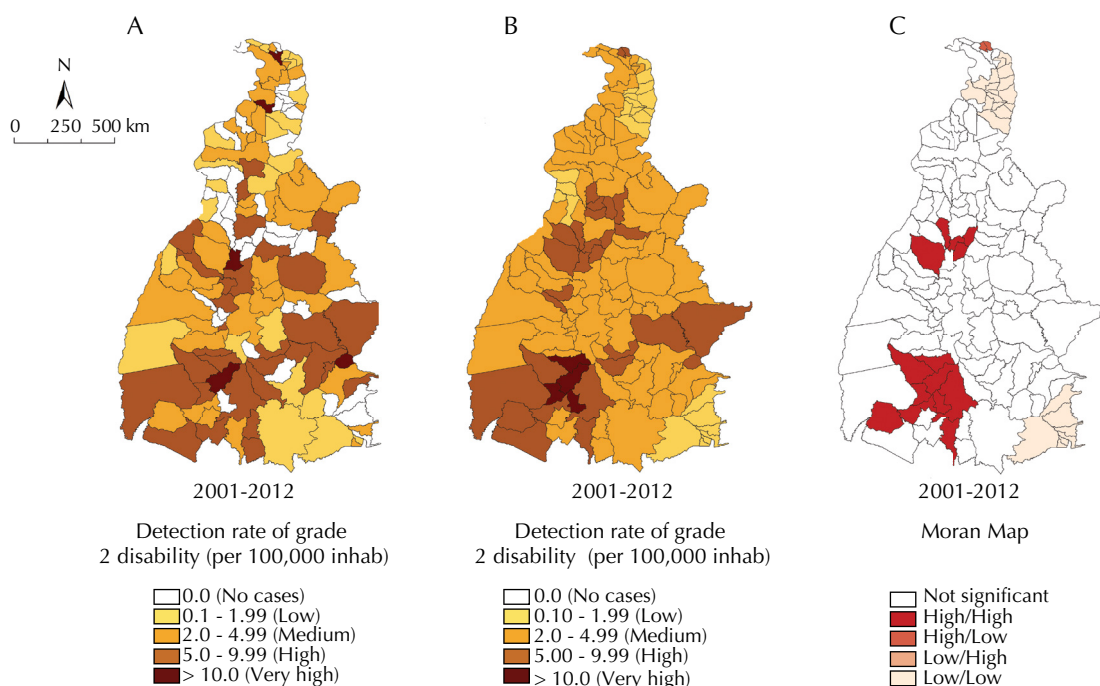 A
B
C
N
0 250 500 km
2001-2012
2001-2012
2001-2012
Detection rate of grade
2 disability (per 100,000 inhab)
0.0 (No cases)
0.1 - 1.99 (Low)
2.0 - 4.99 (Medium)
5.0 - 9.99 (High)
> 10.0 (Very high)
Detection rate of grade
2 disability (per 100,000 inhab)
0.0 (No cases)
0.10 - 1.99 (Low)
2.0 - 4.99 (Medium)
5.00 - 9.99 (High)
> 10.0 (Very high)
Moran Map
Not significant
High/High
High/Low
Low/High
Low/Low